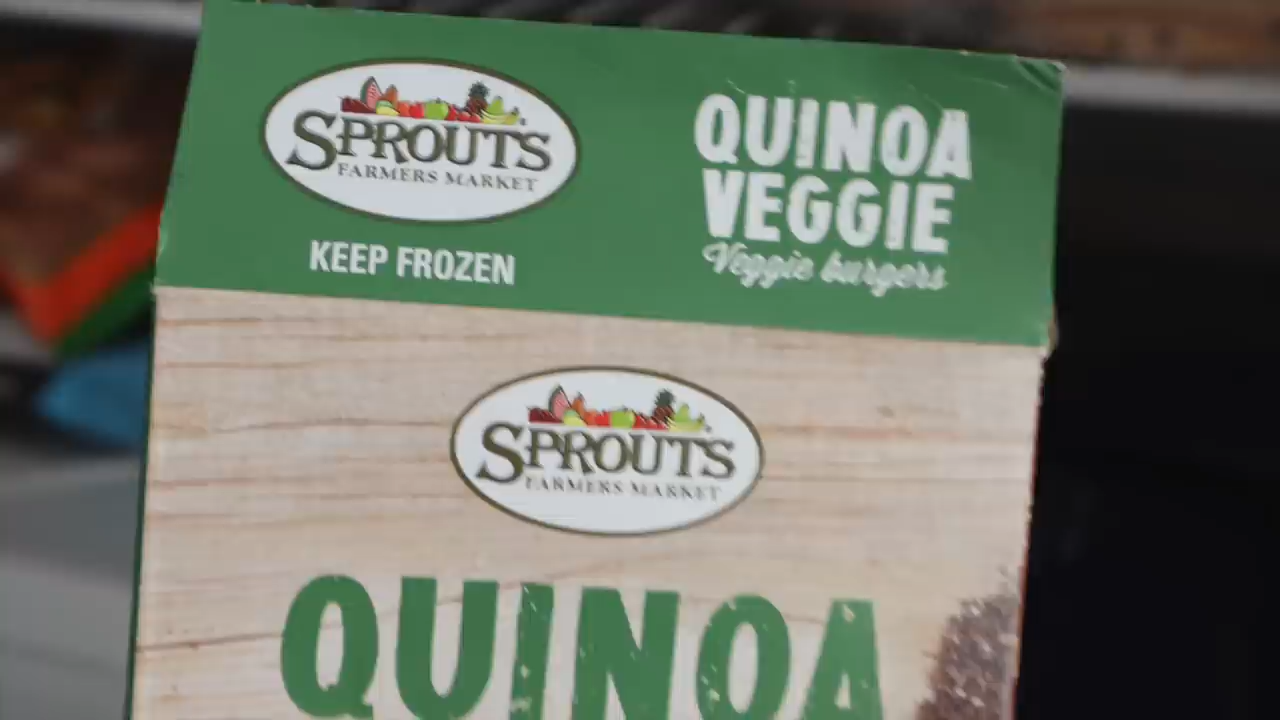 SPROUTS
FARMERS MARKET
KEEP FROZEN
QUINOA
VEGGIE
Veggie burgers
SPROUTS
FARMERS MARKET
QUINOA